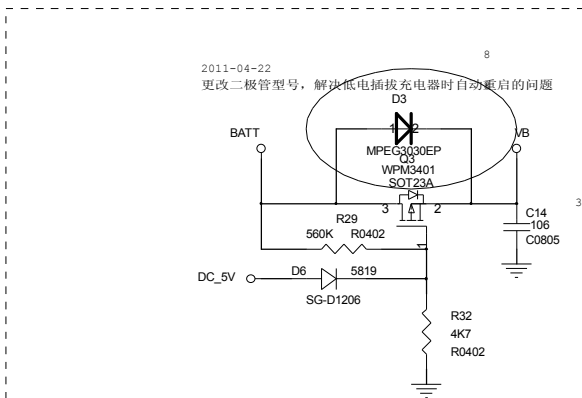 8
2011-04-22
更改二极管型号，解决低电插拔充电器时自动重启的问题
D3
BATT
1 2
VB
MPEG3030EP
Q3
WPM3401
SOT23A
3 2
3
C14
106
C0805
R29
560K R0402
1
DC_5V
D6 5819
SG-D1206
R32
4K7
R0402